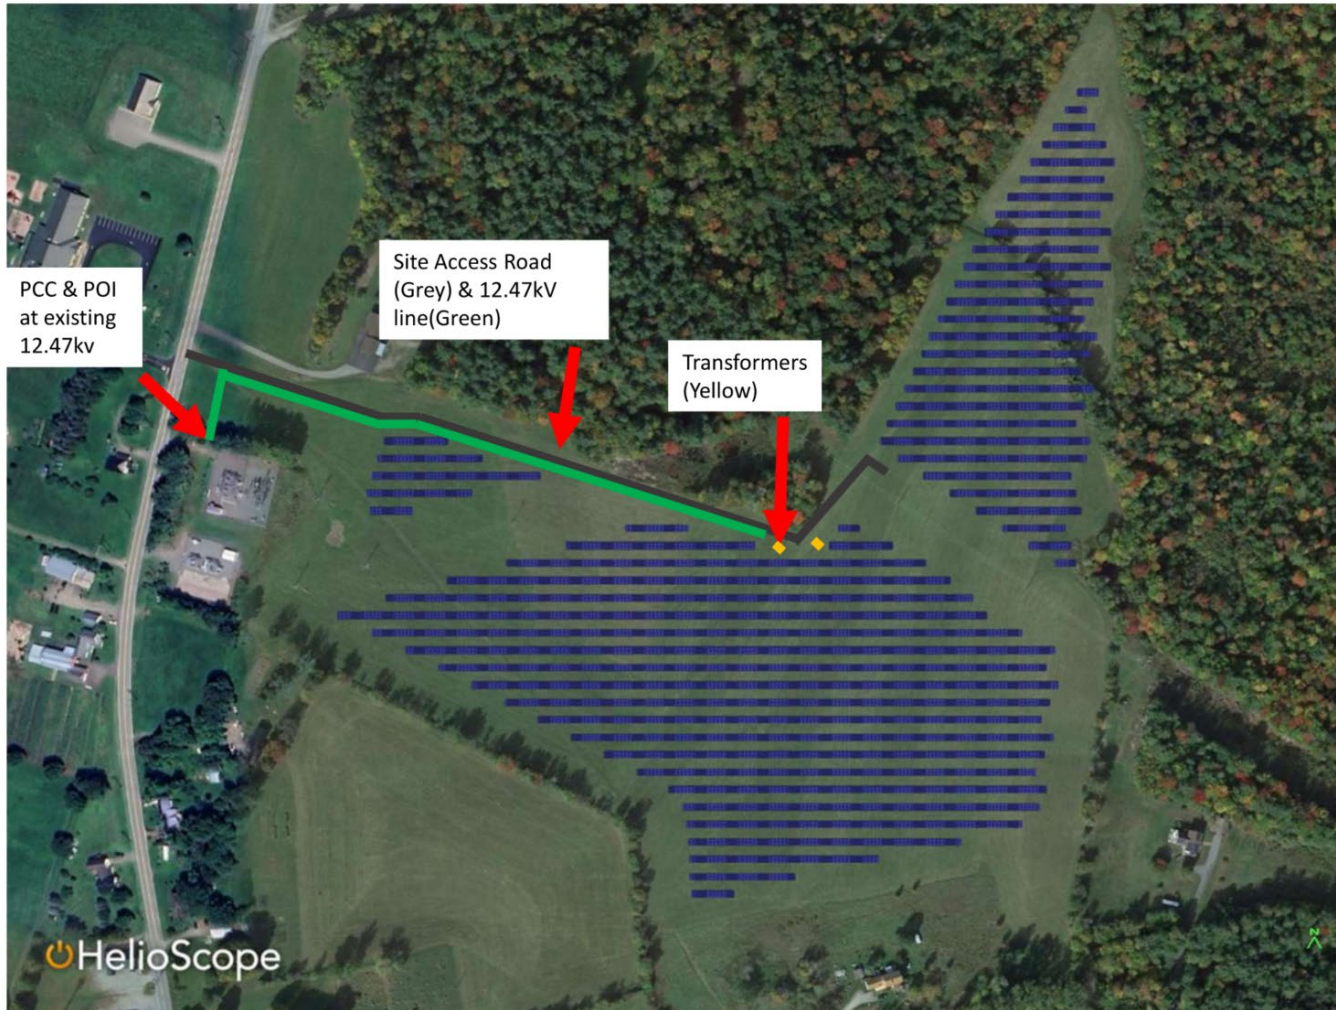 PCC & POI
at existing
12.47kv
Site Access Road
(Grey) & 12.47kV
line(Green)
Transformers
(Yellow)
HelioScope
N